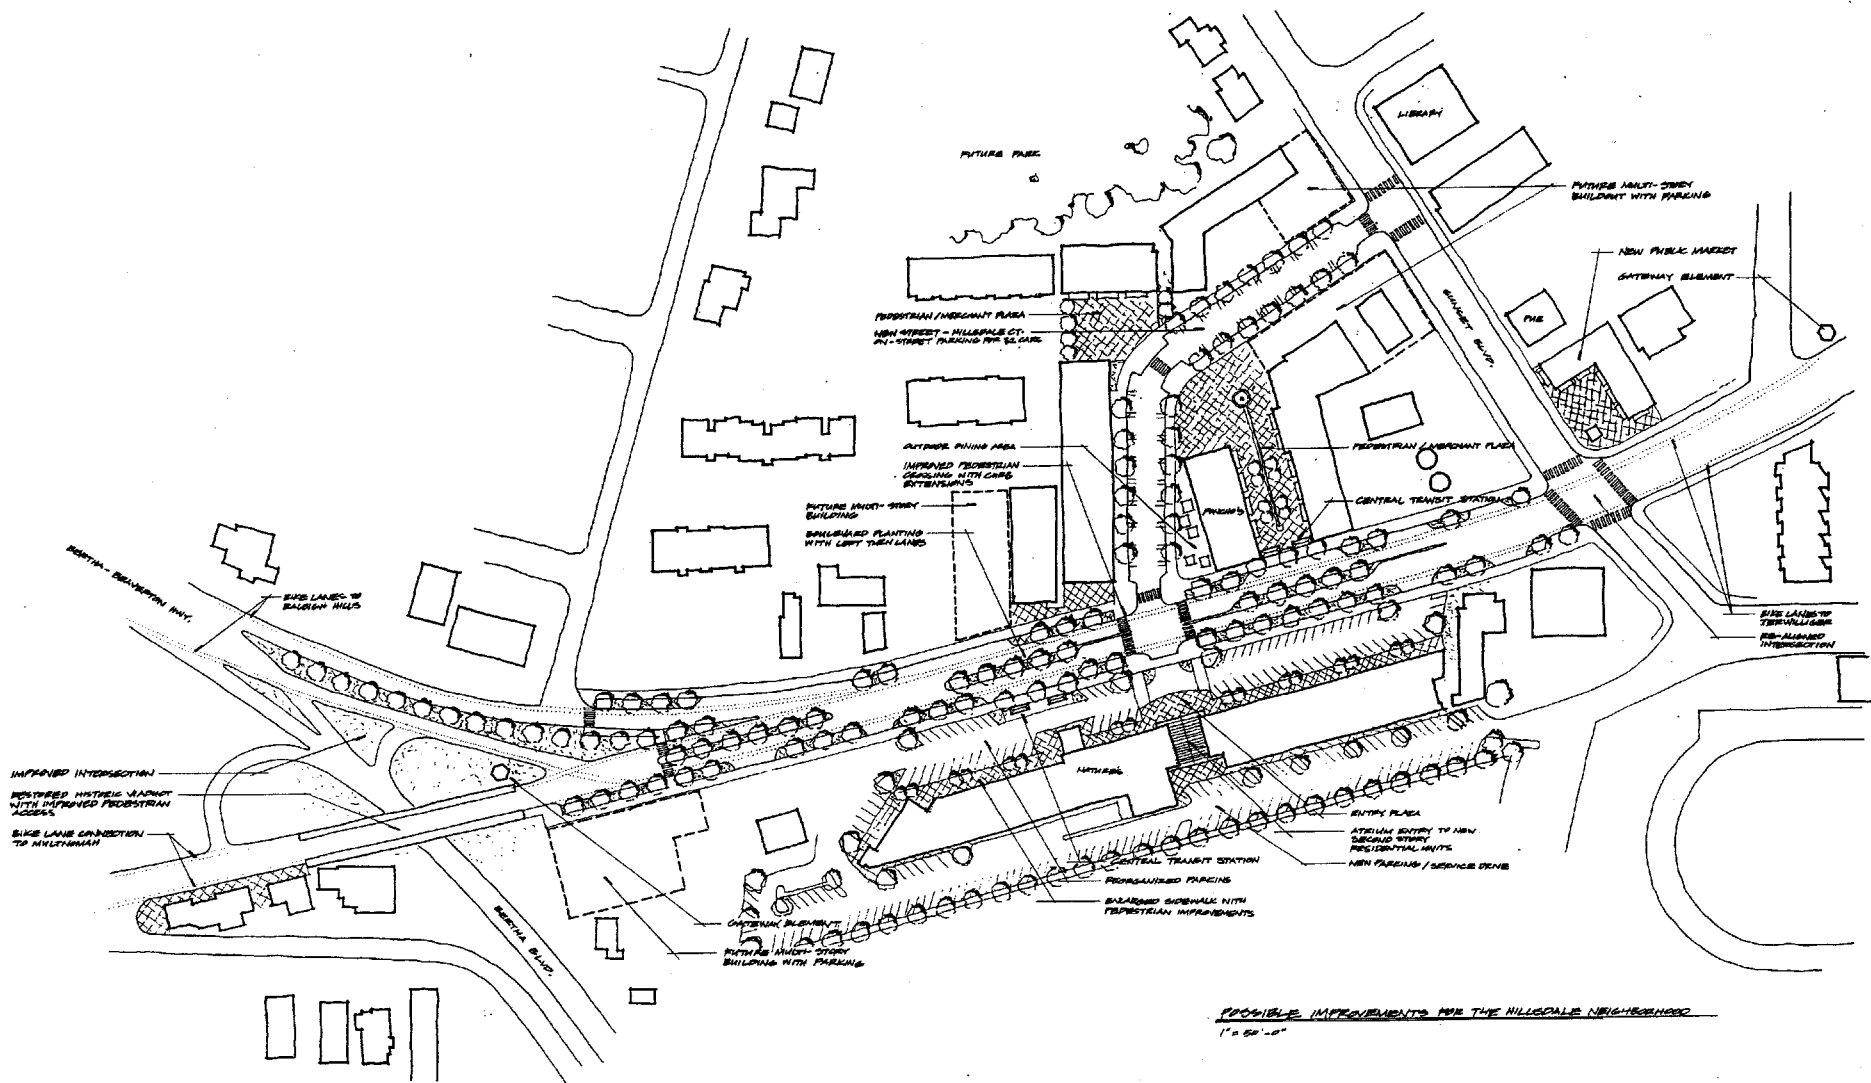 LIBRARY
FUTURE PARK
FUTURE MULTI-STORY
BUILDOUT WITH PARKING
NEW PUBLIC MARKET
GATEWAY ELEMENT
SUNSET BLVD.
PEDESTRIAN/MERCHANT PLAZA
NEW STREET - HILLSDALE CT.
ON-STREET PARKING FOR 52 CARS
OUTDOOR DINING AREA
IMPROVED PEDESTRIAN
CROSSING WITH CURB
EXTENSIONS
PEDESTRIAN/MERCHANT PLAZA
CENTRAL TRANSIT STATION
FUTURE MULTI-STORY
BUILDING
BOULEVARD PLANTING
WITH LEFT TURN LANES
BERTHA-BEAVERTON HWY.
BIKE LANES TO
RALEIGH HILLS
BIKE LANES TO
TERWILLIGER
RE-ALIGNED
INTERSECTION
IMPROVED INTERSECTION
RESTORED HISTORIC VIADUCT
WITH IMPROVED PEDESTRIAN
ACCESS
BIKE LANE CONNECTION
TO MULTNOMAH
NATURE'S
ENTRY PLAZA
ATRIUM ENTRY TO NEW
SECOND STORY
RESIDENTIAL UNITS
NEW PARKING/SERVICE DRIVE
CENTRAL TRANSIT STATION
REORGANIZED PARKING
ENLARGED SIDEWALK WITH
PEDESTRIAN IMPROVEMENTS
GATEWAY ELEMENT
FUTURE MULTI-STORY
BUILDING WITH PARKING
BERTHA BLVD.
POSSIBLE IMPROVEMENTS FOR THE HILLSDALE NEIGHBORHOOD
1" = 50'-0"